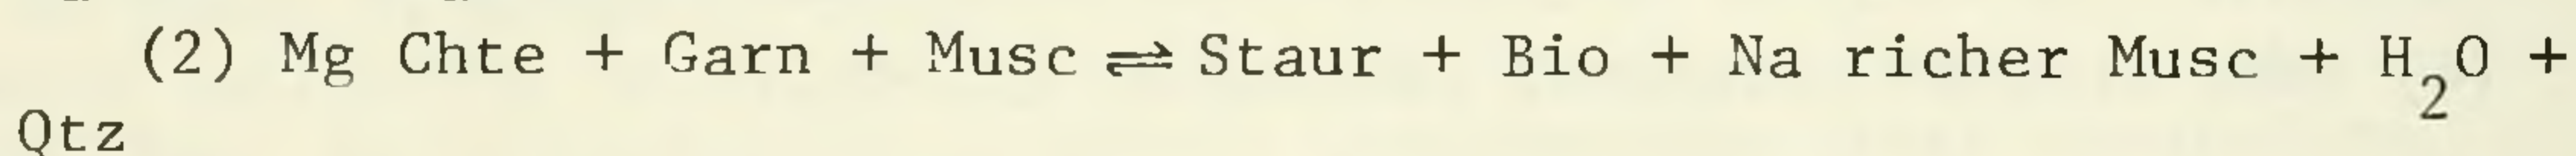 (2) Mg Chte + Garn + Musc ⇌ Staur + Bio + Na richer Musc + H₂O +
Qtz